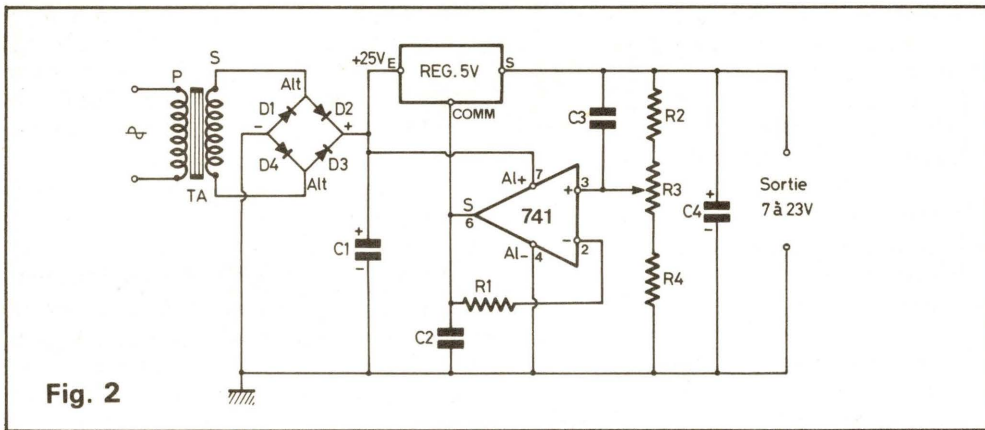 P
S
TA
Alt
D1
D2
D4
D3
Alt
-
+
+25V
E
REG. 5V
S
COMM
C1
+
-
Al+
7
S
6
741
+
3
-
2
Al-
4
R1
C2
C3
R2
R3
R4
+
C4
-
Sortie
7 à 23V
Fig. 2